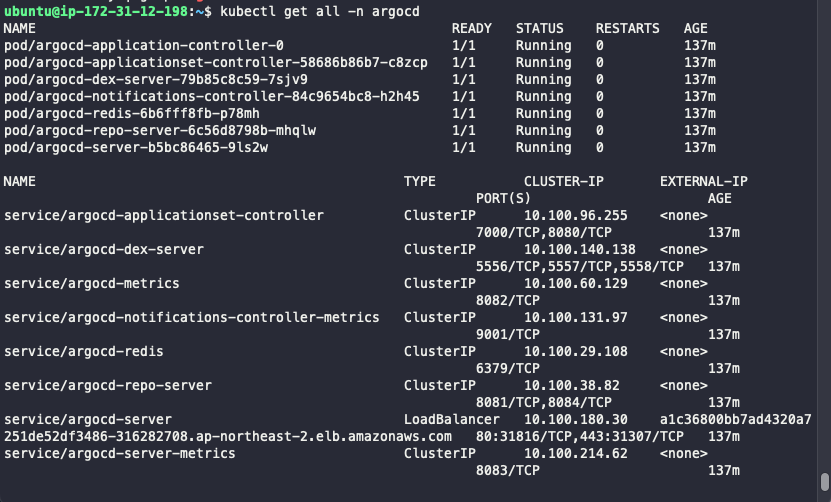 ubuntu@ip-172-31-12-198:~$ kubectl get all -n argocd
NAME READY STATUS RESTARTS AGE
pod/argocd-application-controller-0 1/1 Running 0 137m
pod/argocd-applicationset-controller-58686b86b7-c8zcp 1/1 Running 0 137m
pod/argocd-dex-server-79b85c8c59-7sjv9 1/1 Running 0 137m
pod/argocd-notifications-controller-84c9654bc8-h2h45 1/1 Running 0 137m
pod/argocd-redis-6b6fff8fb-p78mh 1/1 Running 0 137m
pod/argocd-repo-server-6c56d8798b-mhqlw 1/1 Running 0 137m
pod/argocd-server-b5bc86465-9ls2w 1/1 Running 0 137m
NAME TYPE CLUSTER-IP EXTERNAL-IP
PORT(S) AGE
service/argocd-applicationset-controller ClusterIP 10.100.96.255 <none>
7000/TCP,8080/TCP 137m
service/argocd-dex-server ClusterIP 10.100.140.138 <none>
5556/TCP,5557/TCP,5558/TCP 137m
service/argocd-metrics ClusterIP 10.100.60.129 <none>
8082/TCP 137m
service/argocd-notifications-controller-metrics ClusterIP 10.100.131.97 <none>
9001/TCP 137m
service/argocd-redis ClusterIP 10.100.29.108 <none>
6379/TCP 137m
service/argocd-repo-server ClusterIP 10.100.38.82 <none>
8081/TCP,8084/TCP 137m
service/argocd-server LoadBalancer 10.100.180.30 a1c36800bb7ad4320a7
251de52df3486-316282708.ap-northeast-2.elb.amazonaws.com 80:31816/TCP,443:31307/TCP 137m
service/argocd-server-metrics ClusterIP 10.100.214.62 <none>
8083/TCP 137m